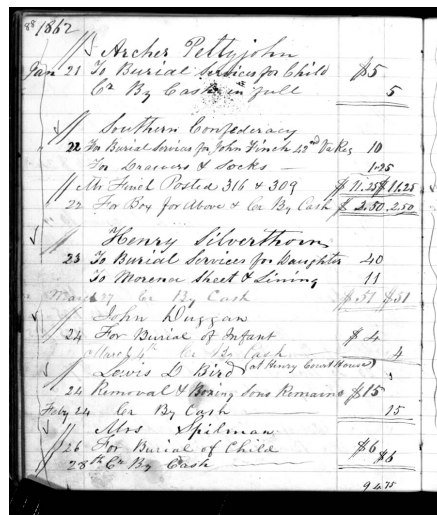 88 1862
Archer Pettyjohn
Jan 21 To Burial Services for Child $5
Cr By Cash in full 5
Southern Confederacy
22 For Burial Services for John Finch 42nd Va Reg 10
For Drawers & Socks 1.25
Mr Finch Posted 316 & 309 $11.25 $11.25
22 For Box for Above & Cr By Cash $2.50 2.50
Henry Silverthorn
23 To Burial Services for Daughter 40
To Sheet & Lining 11
March 27 Cr By Cash $51 $51
John Duggan
24 For Burial of Infant $4
March 4th Cr By Cash 4
Lewis D Bird (at Henry Court House)
24 Removal & Boxing Sons Remains $15
Feby 24 Cr By Cash 15
Mrs Spilman
26 For Burial of Child $6
28th Cr By Cash $6
94.75